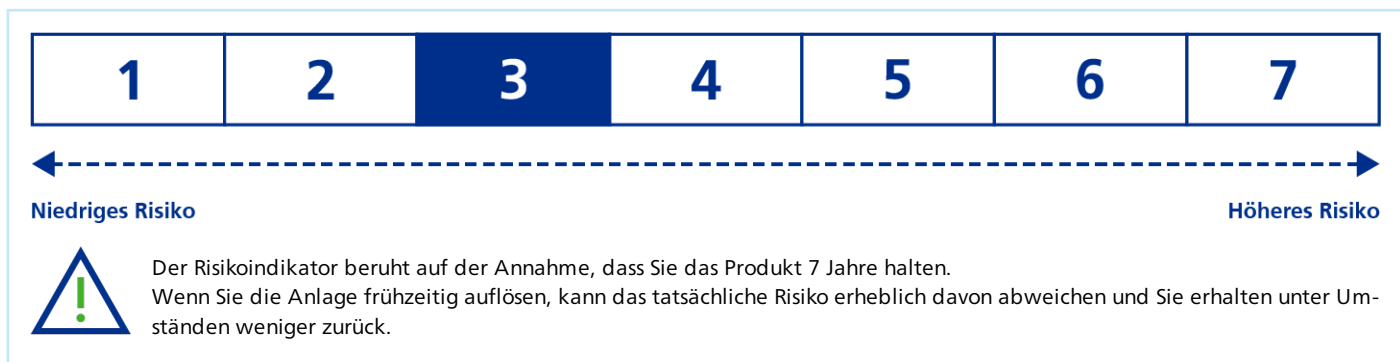 1 2 3 4 5 6 7
Niedriges Risiko Höheres Risiko
Der Risikoindikator beruht auf der Annahme, dass Sie das Produkt 7 Jahre halten.
Wenn Sie die Anlage frühzeitig auflösen, kann das tatsächliche Risiko erheblich davon abweichen und Sie erhalten unter Um-
ständen weniger zurück.